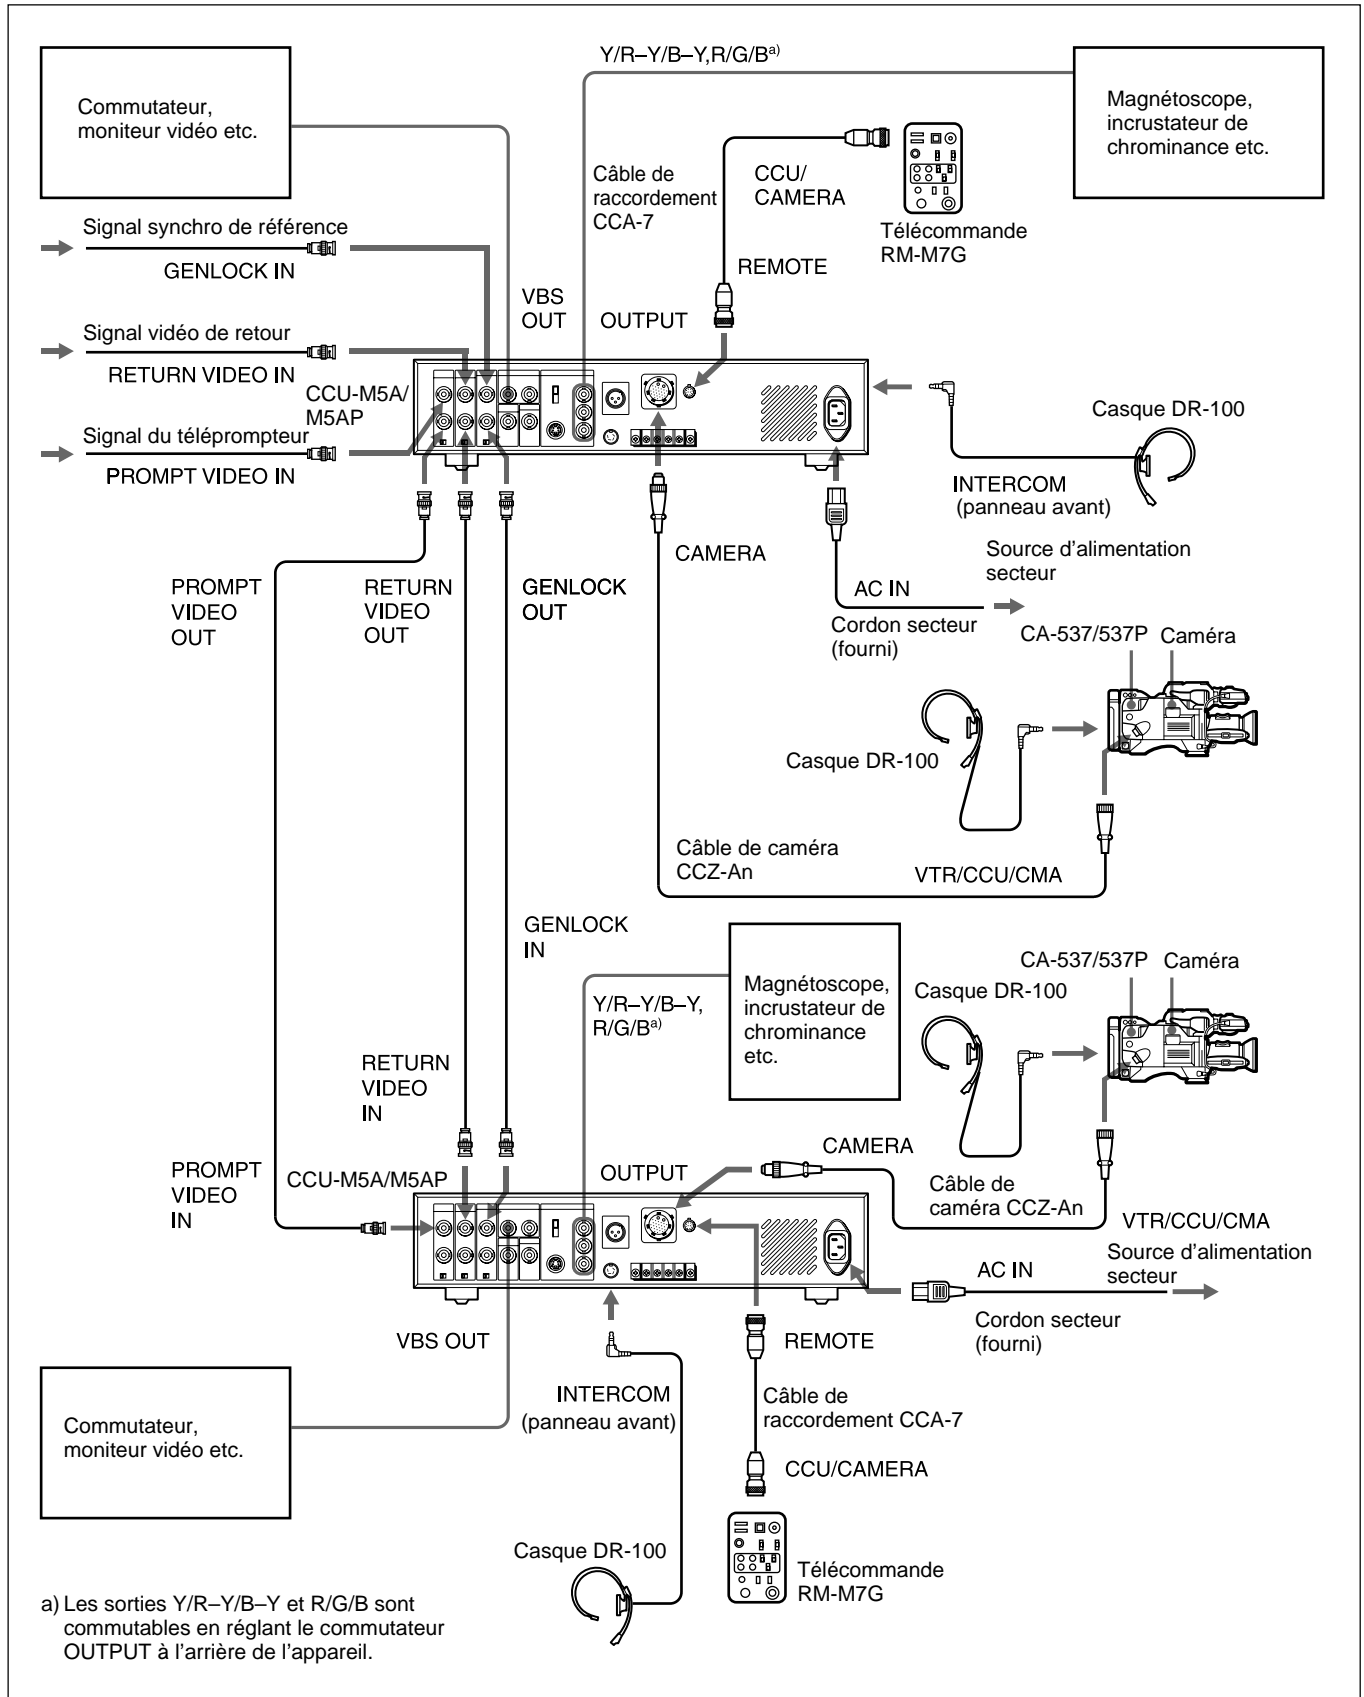 Y/R–Y/B–Y,R/G/Ba)
Commutateur,
moniteur vidéo etc.
Magnétoscope,
incrustateur de
chrominance etc.
Câble de
raccordement
CCA-7
CCU/
CAMERA
Télécommande
RM-M7G
REMOTE
Signal synchro de référence
GENLOCK IN
VBS
OUT
OUTPUT
Signal vidéo de retour
RETURN VIDEO IN
CCU-M5A/
M5AP
Signal du téléprompteur
PROMPT VIDEO IN
Casque DR-100
INTERCOM
(panneau avant)
CAMERA
Source d'alimentation
secteur
AC IN
Cordon secteur
(fourni)
PROMPT
VIDEO
OUT
RETURN
VIDEO
OUT
GENLOCK
OUT
CA-537/537P
Caméra
Casque DR-100
Câble de caméra
CCZ-An
VTR/CCU/CMA
GENLOCK
IN
Y/R–Y/B–Y,
R/G/Ba)
Magnétoscope,
incrustateur de
chrominance
etc.
CA-537/537P
Caméra
Casque DR-100
RETURN
VIDEO
IN
CAMERA
PROMPT
VIDEO
IN
CCU-M5A/M5AP
OUTPUT
Câble de
caméra CCZ-An
VTR/CCU/CMA
Source d'alimentation
secteur
AC IN
Cordon secteur
(fourni)
VBS OUT
REMOTE
INTERCOM
(panneau avant)
Câble de
raccordement CCA-7
Commutateur,
moniteur vidéo etc.
CCU/CAMERA
Casque DR-100
Télécommande
RM-M7G
a) Les sorties Y/R–Y/B–Y et R/G/B sont
commutables en réglant le commutateur
OUTPUT à l'arrière de l'appareil.